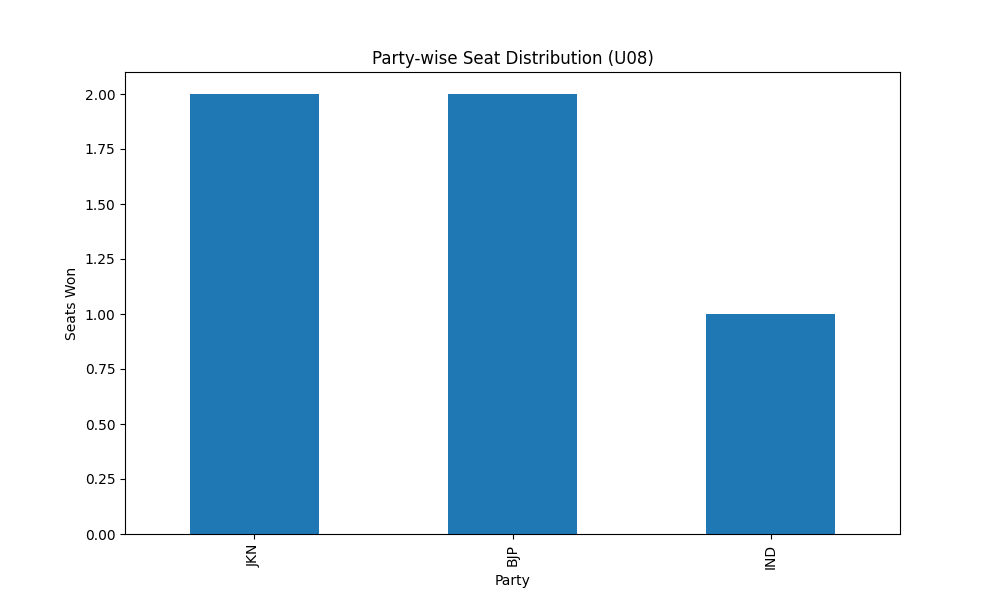 Party-wise Seat Distribution (U08)
Seats Won
2.00
1.75
1.50
1.25
1.00
0.75
0.50
0.25
0.00
JKN
BJP
IND
Party